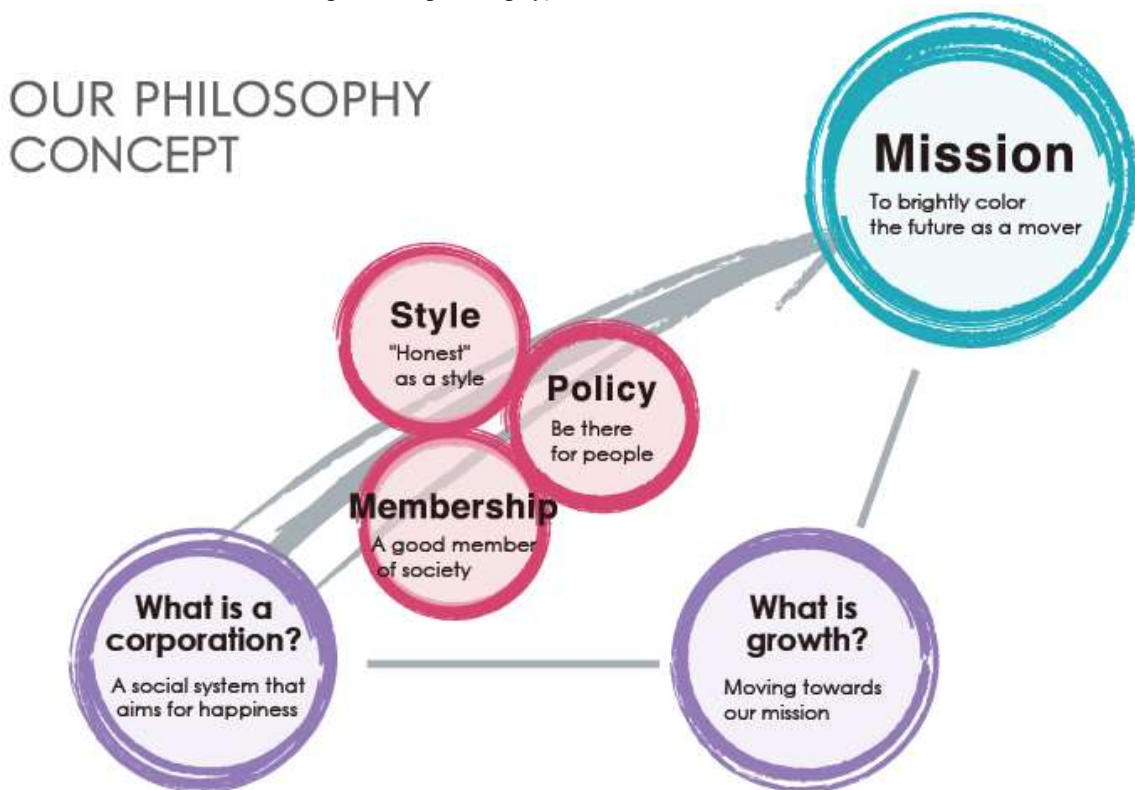 OUR PHILOSOPHY
CONCEPT
Mission
To brightly color
the future as a mover
Style
"Honest"
as a style
Policy
Be there
for people
Membership
A good member
of society
What is a
corporation?
A social system that
aims for happiness
What is
growth?
Moving towards
our mission